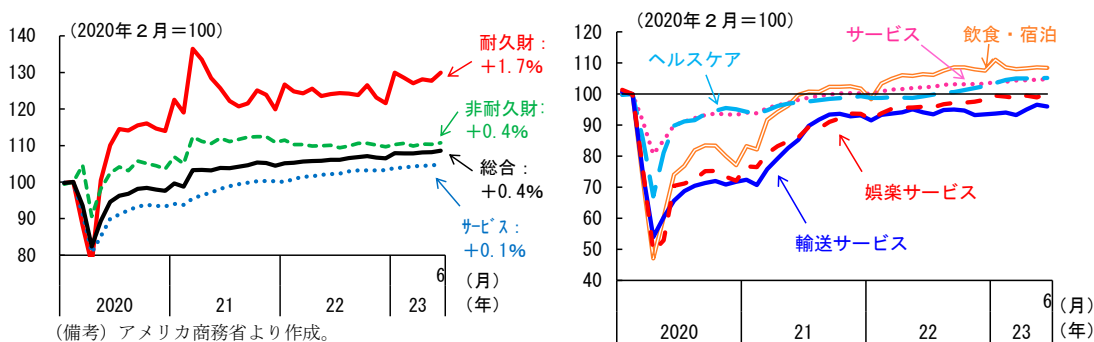 （2020年２月＝100）
140
130
120
110
100
90
80
耐久財：
＋1.7％
非耐久財：
＋0.4％
総合：
＋0.4％
ｻｰﾋﾞｽ：
＋0.1％
6
（月）
2020 21 22 23
（年）
（備考）アメリカ商務省より作成。
（2020年２月＝100）
120
110
100
90
80
70
60
50
40
サービス
飲食・宿泊
ヘルスケア
娯楽サービス
輸送サービス
6
（月）
2020 21 22 23
（年）